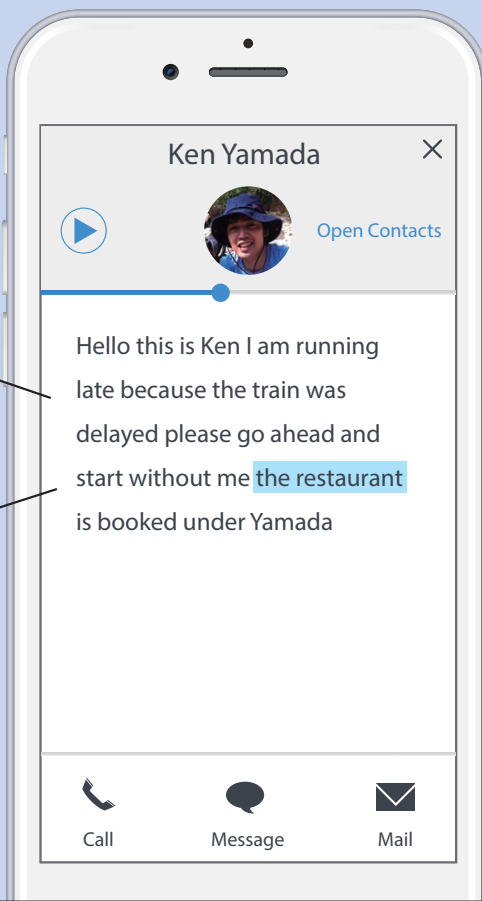 Ken Yamada
Open Contacts
Hello this is Ken I am running
late because the train was
delayed please go ahead and
start without me the restaurant
is booked under Yamada
Call
Message
Mail